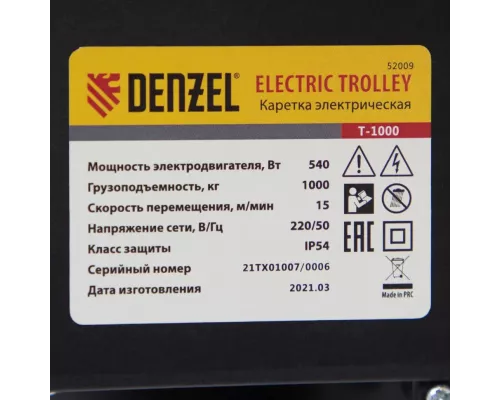 52009
DENZEL® ELECTRIC TROLLEY
Каретка электрическая
T-1000
Мощность электродвигателя, Вт 540
Грузоподъемность, кг 1000
Скорость перемещения, м/мин 15
Напряжение сети, В/Гц 220/50
Класс защиты IP54
Серийный номер 21TX01007/0006
Дата изготовления 2021.03
EAC
Made in PRC